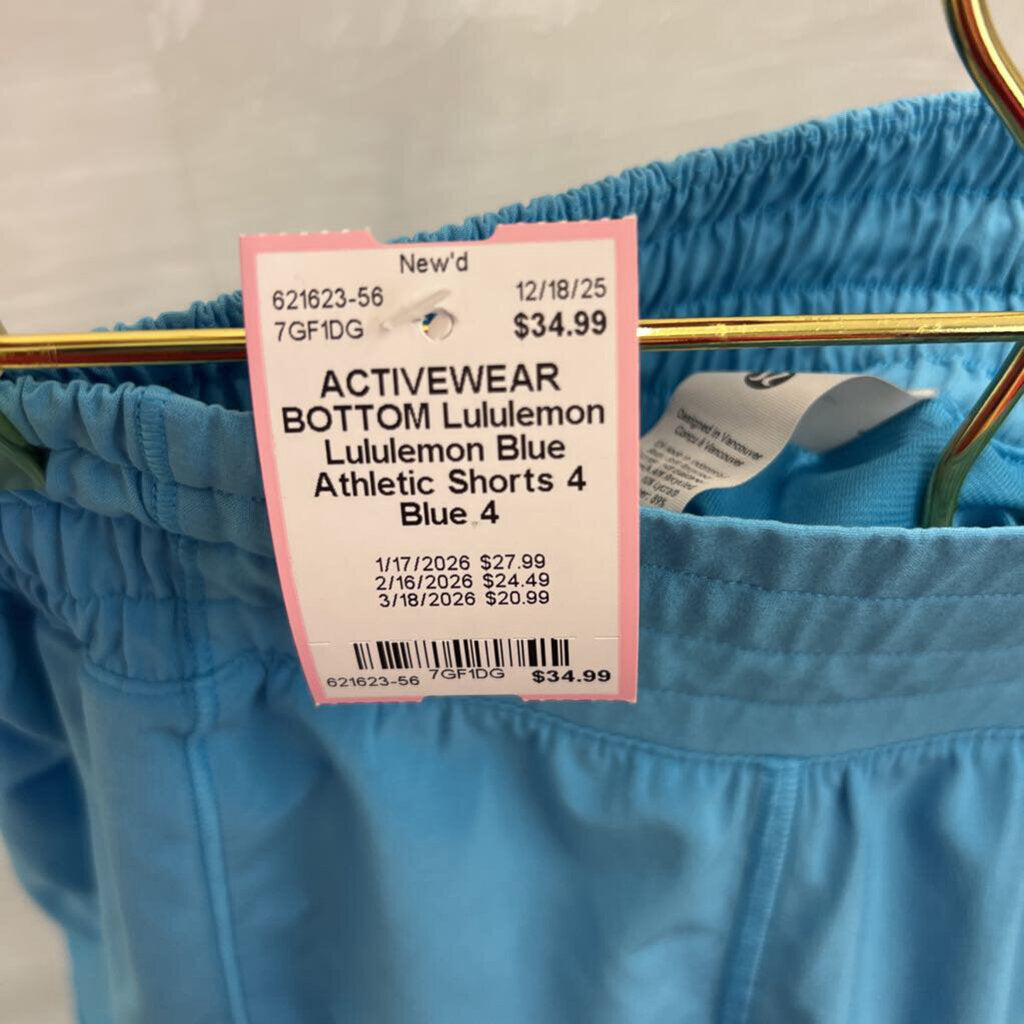 New'd
621623-56 12/18/25
7GF1DG $34.99
ACTIVEWEAR
BOTTOM Lululemon
Lululemon Blue
Athletic Shorts 4
Blue 4
1/17/2026 $27.99
2/16/2026 $24.49
3/18/2026 $20.99
621623-56 7GF1DG $34.99
Designed in Vancouver
Conçu à Vancouver